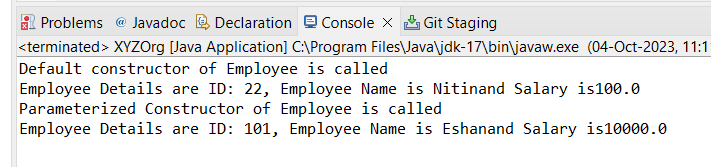 Problems @ Javadoc Declaration Console × Git Staging
<terminated> XYZOrg [Java Application] C:\Program Files\Java\jdk-17\bin\javaw.exe (04-Oct-2023, 11:1
Default constructor of Employee is called
Employee Details are ID: 22, Employee Name is Nitinand Salary is100.0
Parameterized Constructor of Employee is called
Employee Details are ID: 101, Employee Name is Eshanand Salary is10000.0